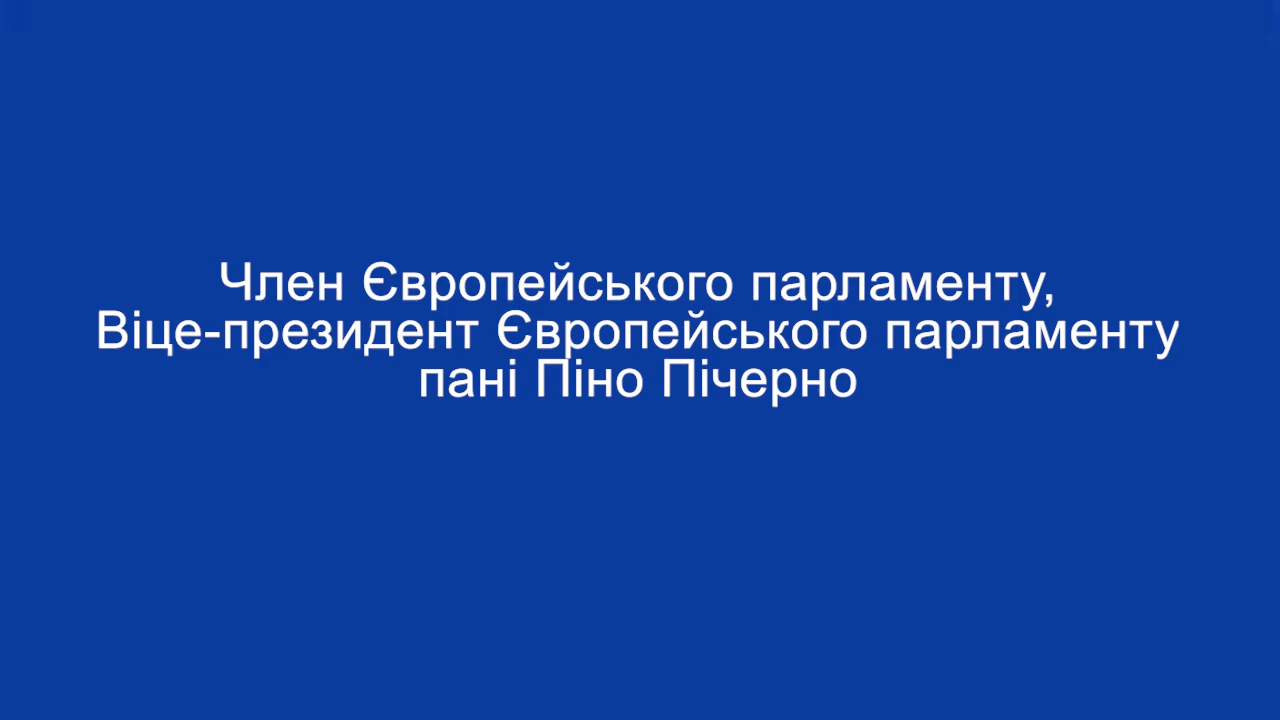 Член Європейського парламенту,
Віце-президент Європейського парламенту
пані Піно Пічерно